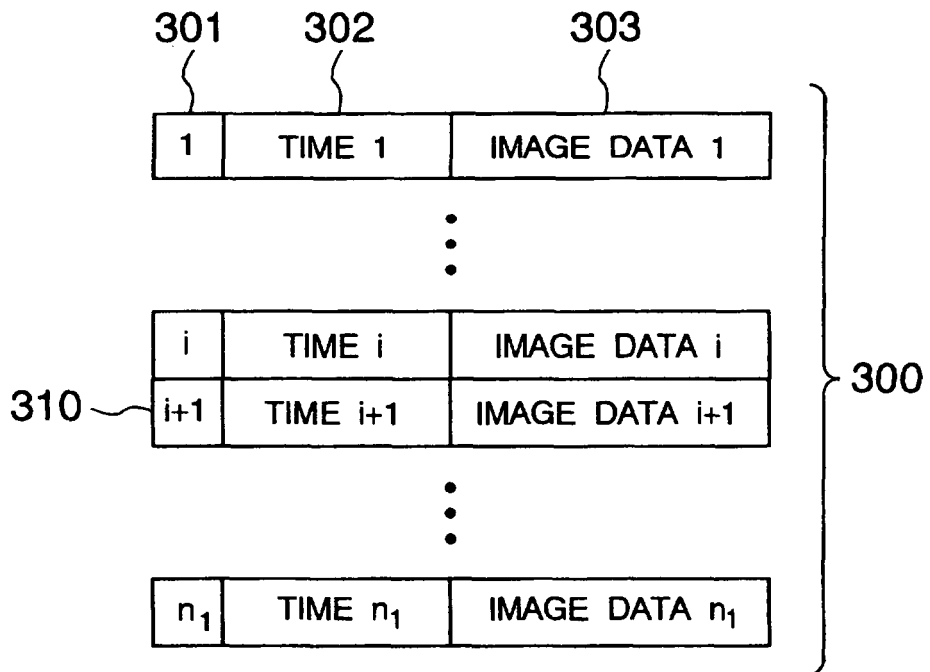 301 302 303
1 TIME 1 IMAGE DATA 1
i TIME i IMAGE DATA i
300
310 i+1 TIME i+1 IMAGE DATA i+1
n₁ TIME n₁ IMAGE DATA n₁